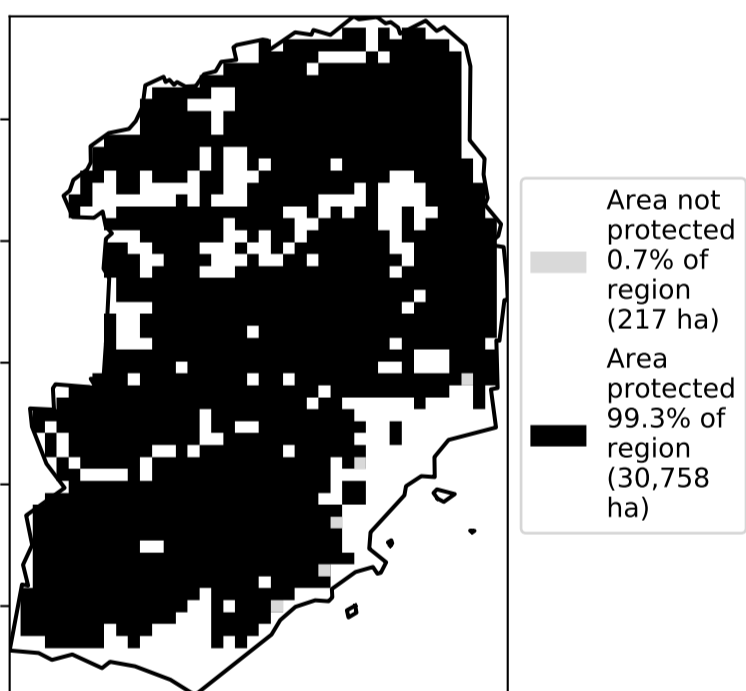 Area not
protected
0.7% of
region
(217 ha)
Area
protected
99.3% of
region
(30,758
ha)